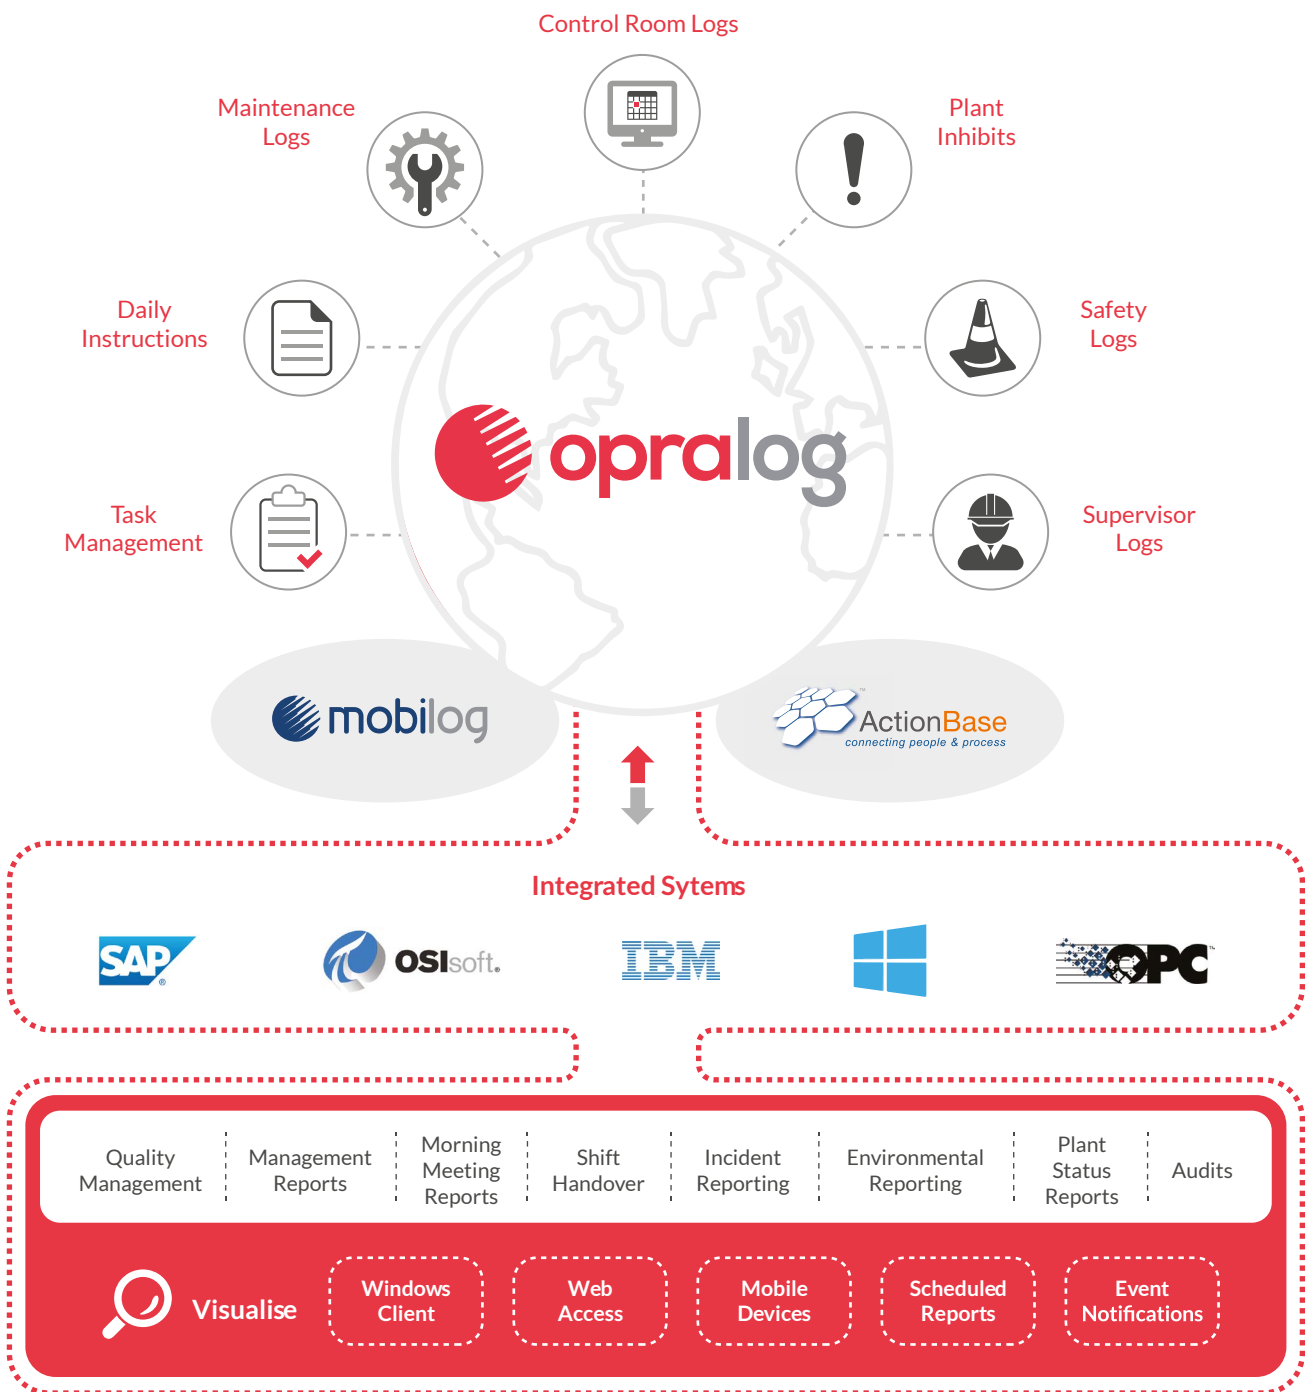 Control Room Logs
Maintenance
Logs
Plant
Inhibits
Daily
Instructions
Safety
Logs
opralog
Task
Management
Supervisor
Logs
mobilog
ActionBase
™
connecting people & process
Integrated Sytems
SAP®
OSIsoft®
IBM
OPC™
Quality
Management
Management
Reports
Morning
Meeting
Reports
Shift
Handover
Incident
Reporting
Environmental
Reporting
Plant
Status
Reports
Audits
Visualise
Windows
Client
Web
Access
Mobile
Devices
Scheduled
Reports
Event
Notifications